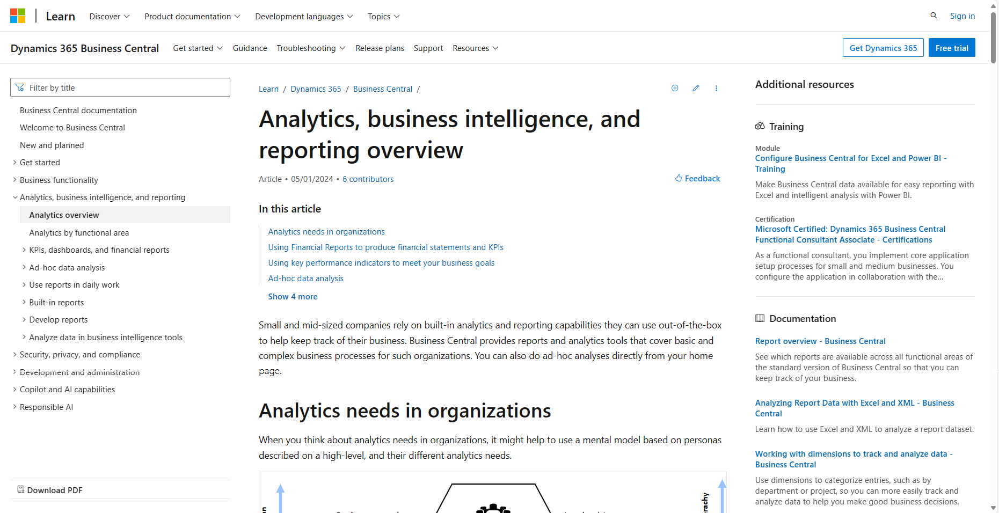 Learn
Discover
Product documentation
Development languages
Topics
Sign in
Dynamics 365 Business Central
Get started
Guidance
Troubleshooting
Release plans
Support
Resources
Get Dynamics 365
Free trial
Filter by title
Business Central documentation
Welcome to Business Central
New and planned
Get started
Business functionality
Analytics, business intelligence, and reporting
Analytics overview
Analytics by functional area
KPIs, dashboards, and financial reports
Ad-hoc data analysis
Use reports in daily work
Built-in reports
Develop reports
Analyze data in business intelligence tools
Security, privacy, and compliance
Development and administration
Copilot and AI capabilities
Responsible AI
Download PDF
Learn / Dynamics 365 / Business Central /
Analytics, business intelligence, and
reporting overview
Article • 05/01/2024 • 6 contributors
Feedback
In this article
Analytics needs in organizations
Using Financial Reports to produce financial statements and KPIs
Using key performance indicators to meet your business goals
Ad-hoc data analysis
Show 4 more
Small and mid-sized companies rely on built-in analytics and reporting capabilities they can use out-of-the-box
to help keep track of their business. Business Central provides reports and analytics tools that cover basic and
complex business processes for such organizations. You can also do ad-hoc analyses directly from your home
page.
Analytics needs in organizations
When you think about analytics needs in organizations, it might help to use a mental model based on personas
described on a high-level, and their different analytics needs.
Additional resources
Training
Module
Configure Business Central for Excel and Power BI -
Training
Make Business Central data available for easy reporting with
Excel and intelligent analysis with Power BI.
Certification
Microsoft Certified: Dynamics 365 Business Central
Functional Consultant Associate - Certifications
As a functional consultant, you implement core application
setup processes for small and medium businesses. You
configure the application in collaboration with the...
Documentation
Report overview - Business Central
See which reports are available across all functional areas of
the standard version of Business Central so that you can
keep track of your business.
Analyzing Report Data with Excel and XML - Business
Central
Learn how to use Excel and XML to analyze a report dataset.
Working with dimensions to track and analyze data -
Business Central
Use dimensions to categorize entries, such as by
department or project, so you can more easily track and
analyze data to help you make good business decisions.